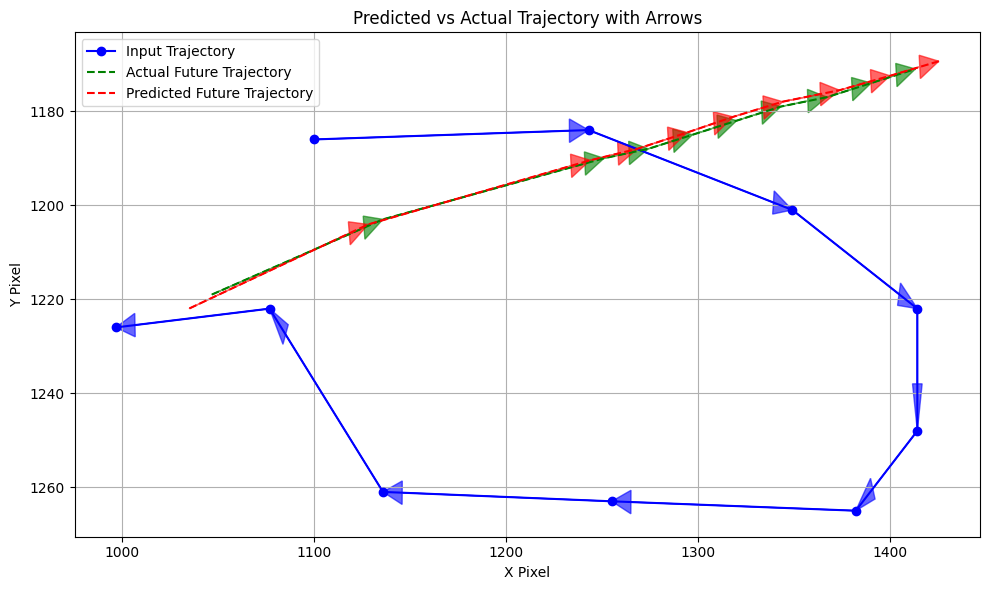 Predicted vs Actual Trajectory with Arrows
Input Trajectory
Actual Future Trajectory
Predicted Future Trajectory
Y Pixel
1180
1200
1220
1240
1260
1000 1100 1200 1300 1400
X Pixel